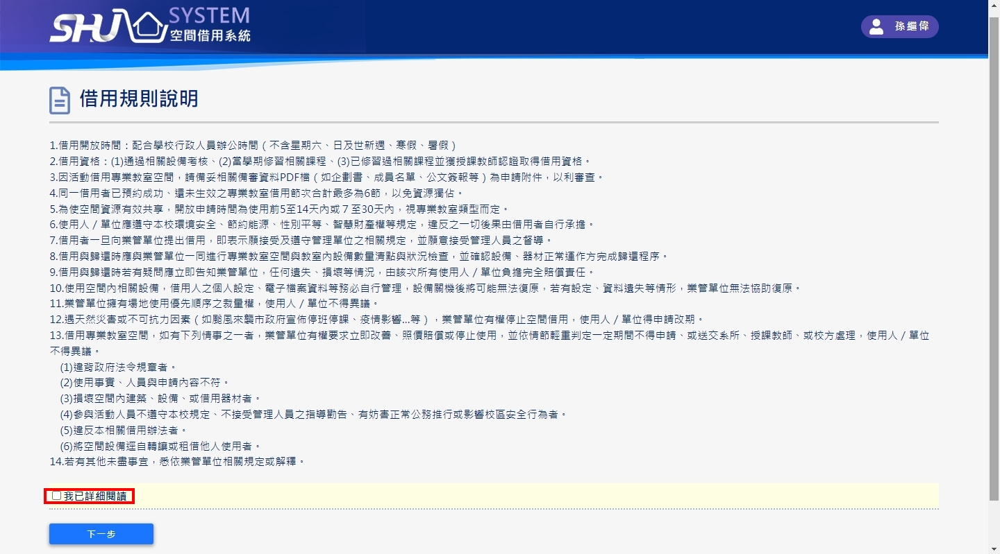 SHU SYSTEM
空間借用系統
孫繼偉
借用規則說明
1.借用開放時間：配合學校行政人員辦公時間（不含星期六、日及世新週、寒假、暑假）
2.借用資格：(1)通過相關設備考核、(2)當學期修習相關課程、(3)已修習過相關課程並獲授課教師認證取得借用資格。
3.因活動借用專業教室空間，請備妥相關備審資料PDF檔（如企劃書、成員名單、公文簽報等）為申請附件，以利審查。
4.同一借用者已預約成功、還未生效之專業教室借用節次合計最多為6節，以免資源獨佔。
5.為使空間資源有效共享，開放申請時間為使用前5至14天內或７至30天內，視專業教室類型而定。
6.使用人／單位應遵守本校環境安全、節約能源、性別平等、智慧財產權等規定，違反之一切後果由借用者自行承擔。
7.借用者一旦向業管單位提出借用，即表示願接受及遵守管理單位之相關規定，並願意接受管理人員之督導。
8.借用與歸還時應與業管單位一同進行專業教室空間與教室內設備數量清點與狀況檢查，並確認設備、器材正常運作方完成歸還程序。
9.借用與歸還時若有疑問應立即告知業管單位，任何遺失、損壞等情況，由該次所有使用人／單位負擔完全賠償責任。
10.使用空間內相關設備，借用人之個人設定、電子檔案資料等務必自行管理，設備關機後將可能無法復原，若有設定、資料遺失等情形，業管單位無法協助復原。
11.業管單位擁有場地使用優先順序之裁量權，使用人／單位不得異議。
12.遇天然災害或不可抗力因素（如颱風來襲市政府宣佈停班停課、疫情影響...等），業管單位有權停止空間借用，使用人／單位得申請改期。
13.借用專業教室空間，如有下列情事之一者，業管單位有權要求立即改善、照價賠償或停止使用，並依情節輕重判定一定期間不得申請、或送交系所、授課教師、或校方處理，使用人／單位
不得異議。
(1)違背政府法令規章者。
(2)使用事實、人員與申請內容不符。
(3)損壞空間內建築、設備、或借用器材者。
(4)參與活動人員不遵守本校規定、不接受管理人員之指導勸告、有妨害正常公務推行或影響校區安全行為者。
(5)違反本相關借用辦法者。
(6)將空間設備逕自轉讓或租借他人使用者。
14.若有其他未盡事宜，悉依業管單位相關規定或解釋。
我已詳細閱讀
下一步